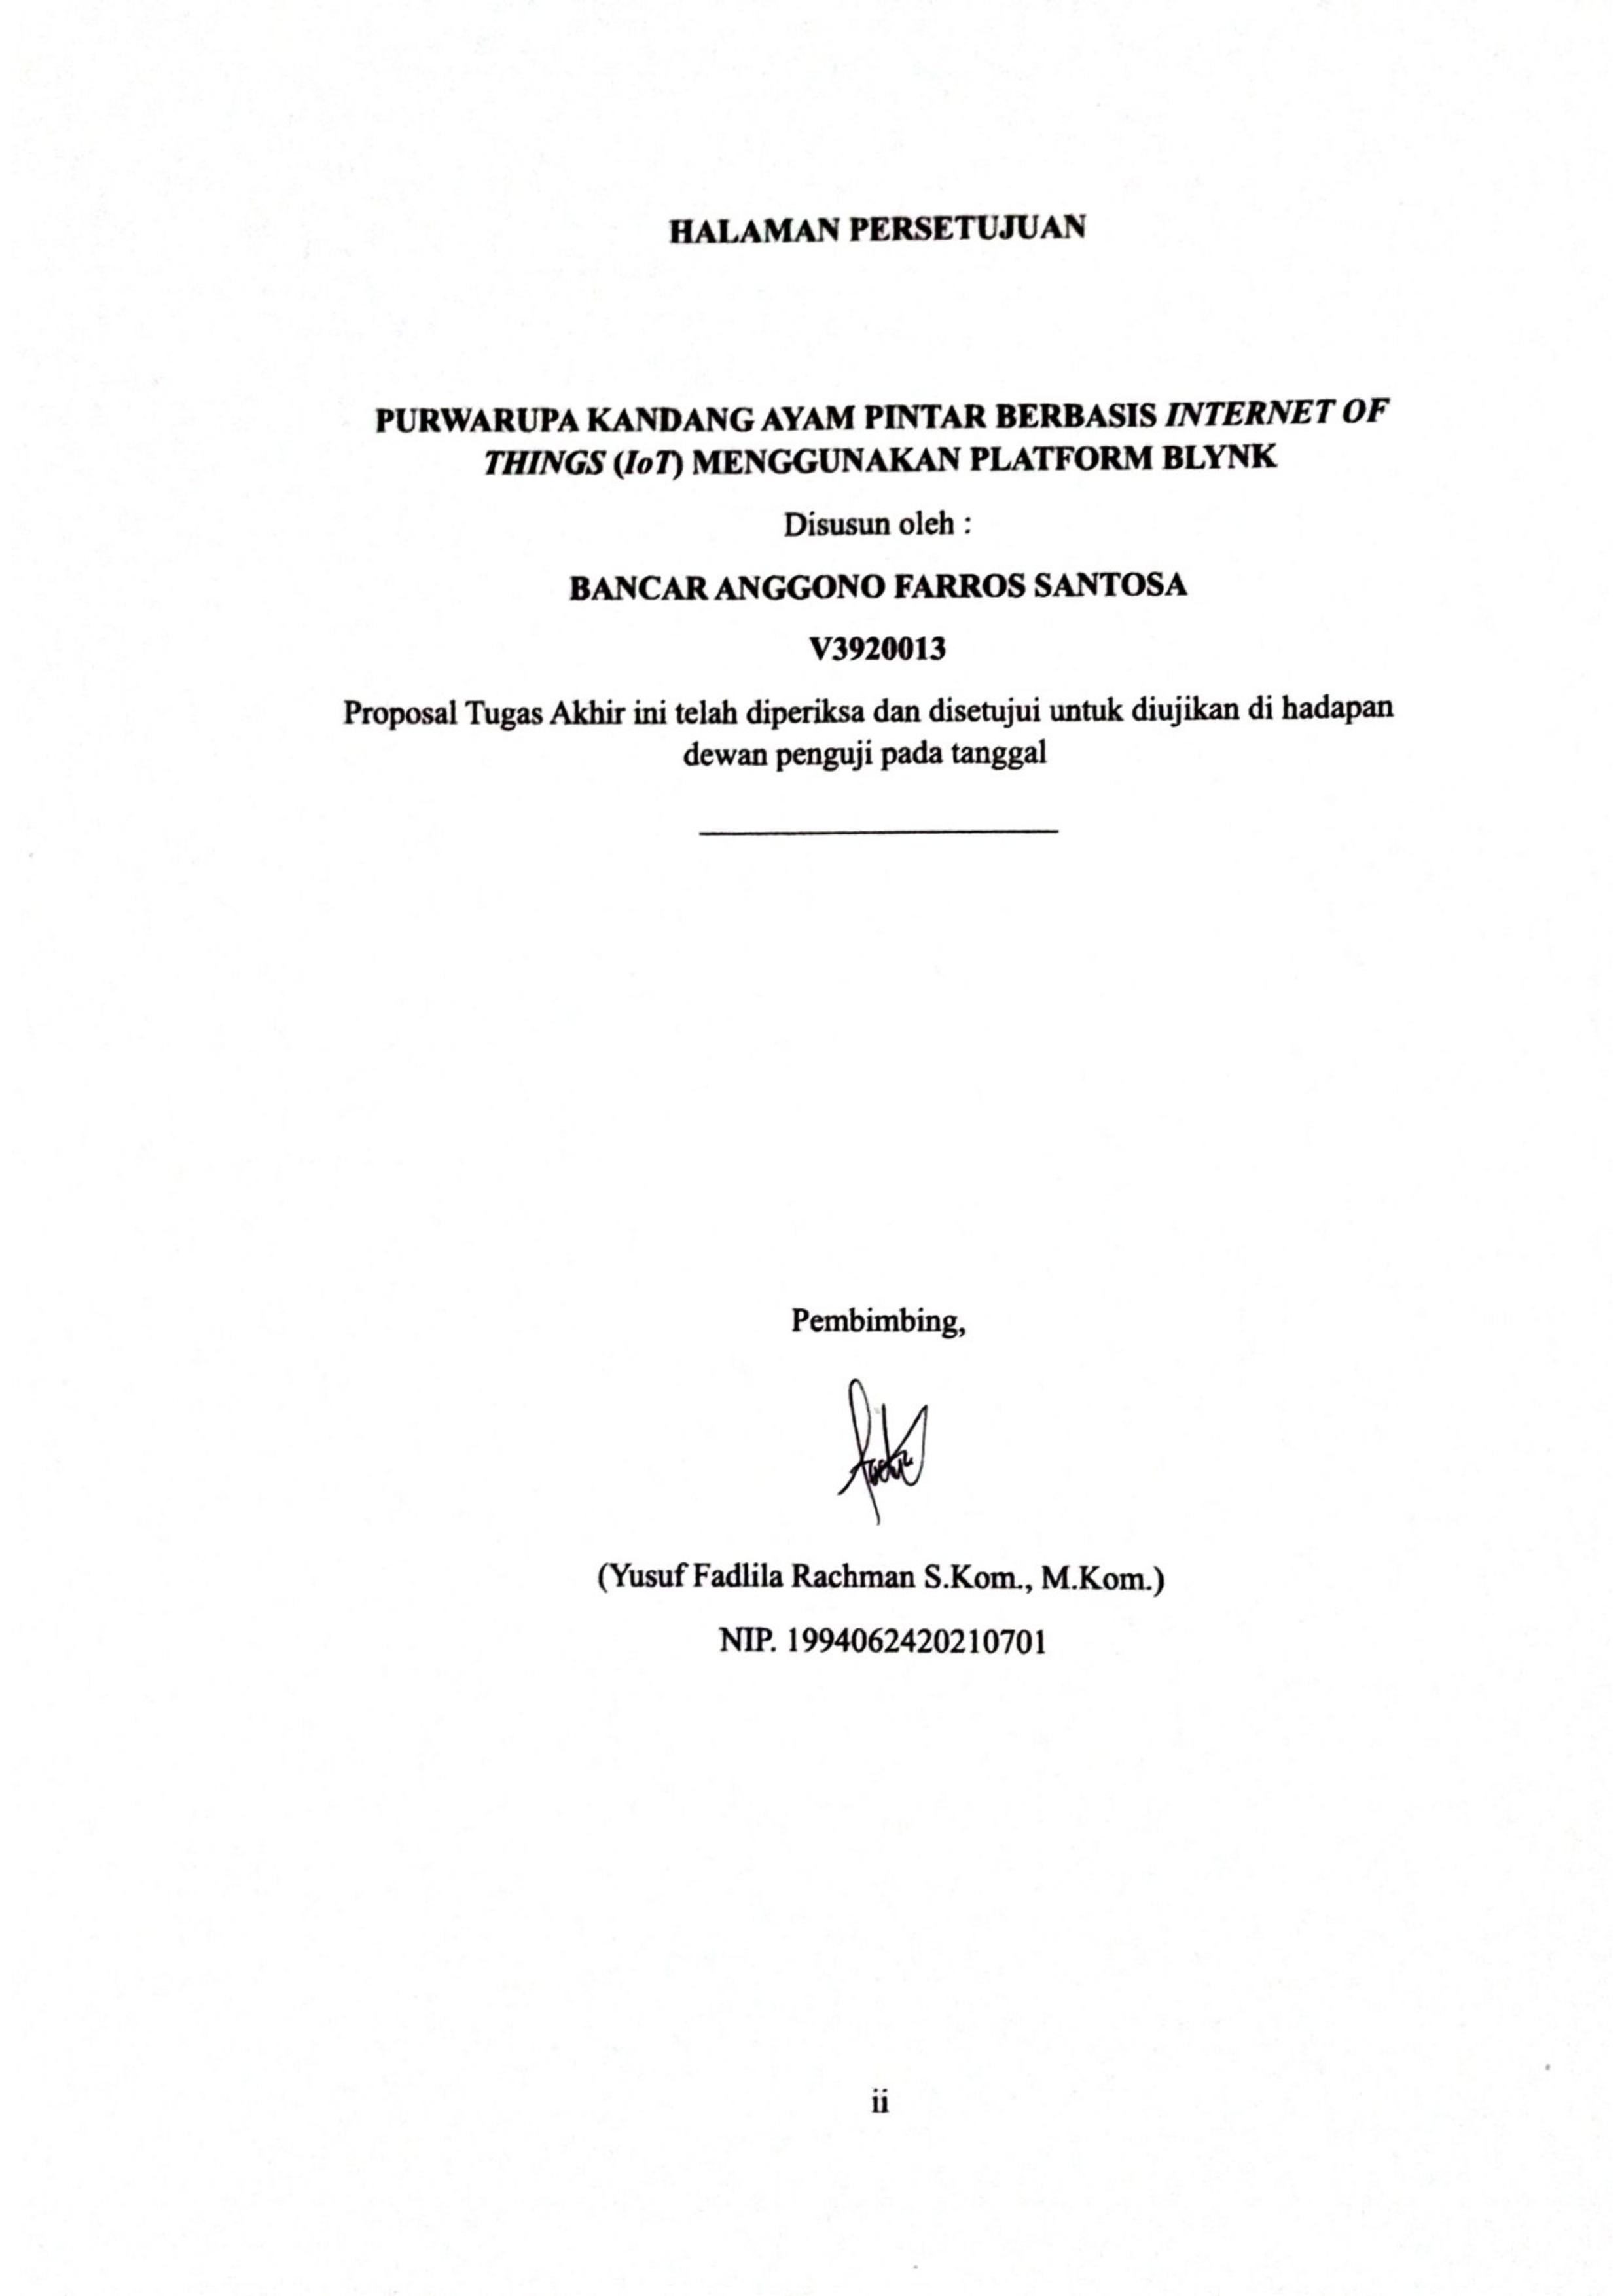 HALAMAN PERSETUJUAN
PURWARUPA KANDANG AYAM PINTAR BERBASIS INTERNET OF
THINGS (IoT) MENGGUNAKAN PLATFORM BLYNK
Disusun oleh :
BANCAR ANGGONO FARROS SANTOSA
V3920013
Proposal Tugas Akhir ini telah diperiksa dan disetujui untuk diujikan di hadapan
dewan penguji pada tanggal
Pembimbing,
(Yusuf Fadlila Rachman S.Kom., M.Kom.)
NIP. 1994062420210701
ii